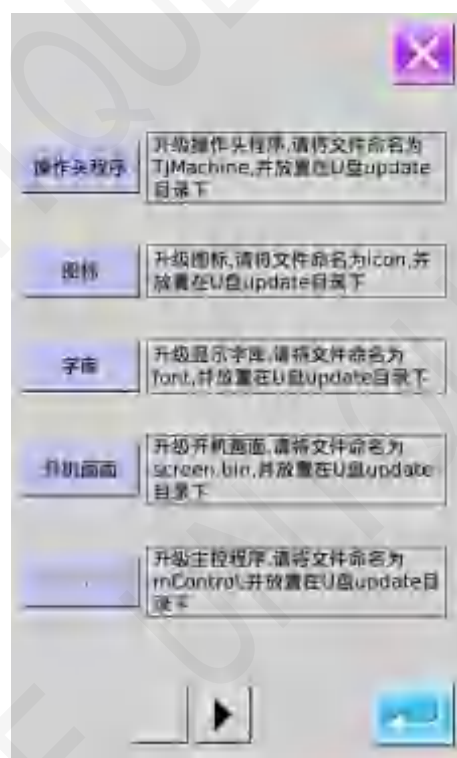 操作头程序
升级操作头程序,请将文件命名为
TjMachine,并放置在U盘update
目录下
图标
升级图标,请将文件命名为icon,并
放置在U盘update目录下
字库
升级显示字库,请将文件命名为
font,并放置在U盘update目录下
开机画面
升级开机画面,请将文件命名为
screen.bin,并放置在U盘update
目录下
升级主控程序,请将文件命名为
mControl,并放置在U盘update目
录下